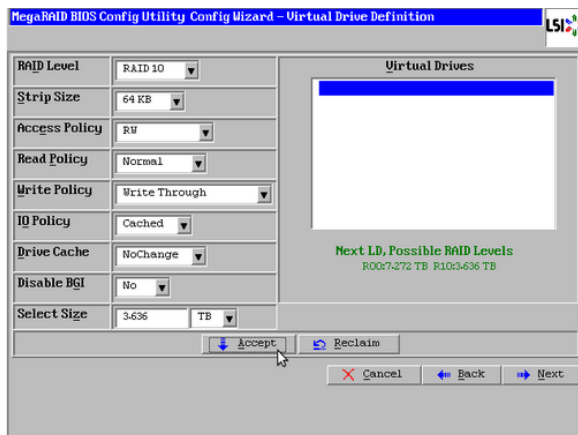 MegaRAID BIOS Config Utility Config Wizard – Virtual Drive Definition
LSI
RAID Level
RAID 10
Strip Size
64 KB
Access Policy
RW
Read Policy
Normal
Write Policy
Write Through
IO Policy
Cached
Drive Cache
NoChange
Disable BGI
No
Select Size
3.636
TB
Virtual Drives
Next LD, Possible RAID Levels
R00:7.272 TB R10:3.636 TB
Accept
Reclaim
Cancel
Back
Next